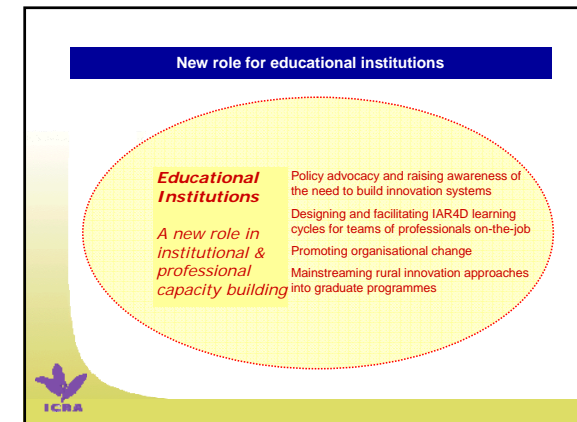 New role for educational institutions
Educational
Institutions
A new role in
institutional &
professional
capacity building
Policy advocacy and raising awareness of
the need to build innovation systems
Designing and facilitating IAR4D learning
cycles for teams of professionals on-the-job
Promoting organisational change
Mainstreaming rural innovation approaches
into graduate programmes
ICRA